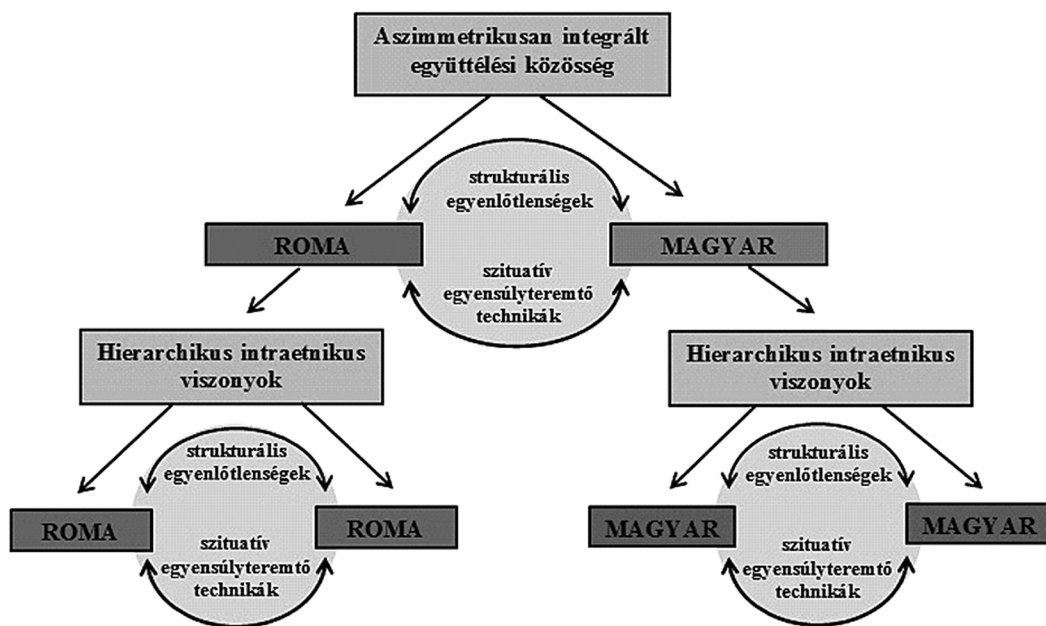 Aszimmetrikusan integrált
együttélési közösség
strukturális
egyenlőtlenségek
ROMA
MAGYAR
szituatív
egyensúlyteremtő
technikák
Hierarchikus intraetnikus
viszonyok
Hierarchikus intraetnikus
viszonyok
strukturális
egyenlőtlenségek
strukturális
egyenlőtlenségek
ROMA
ROMA
MAGYAR
MAGYAR
szituatív
egyensúlyteremtő
technikák
szituatív
egyensúlyteremtő
technikák